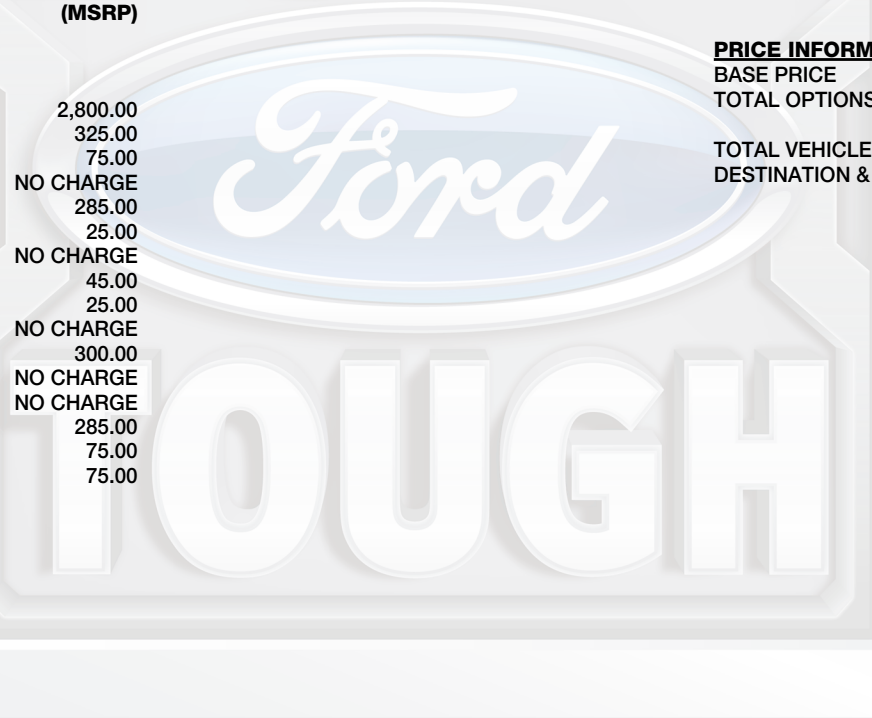 (MSRP)
2,800.00
325.00
75.00
NO CHARGE
285.00
25.00
NO CHARGE
45.00
25.00
NO CHARGE
300.00
NO CHARGE
NO CHARGE
285.00
75.00
75.00
PRICE INFORM
BASE PRICE
TOTAL OPTIONS
TOTAL VEHICLE
DESTINATION &
Ford
TOUGH